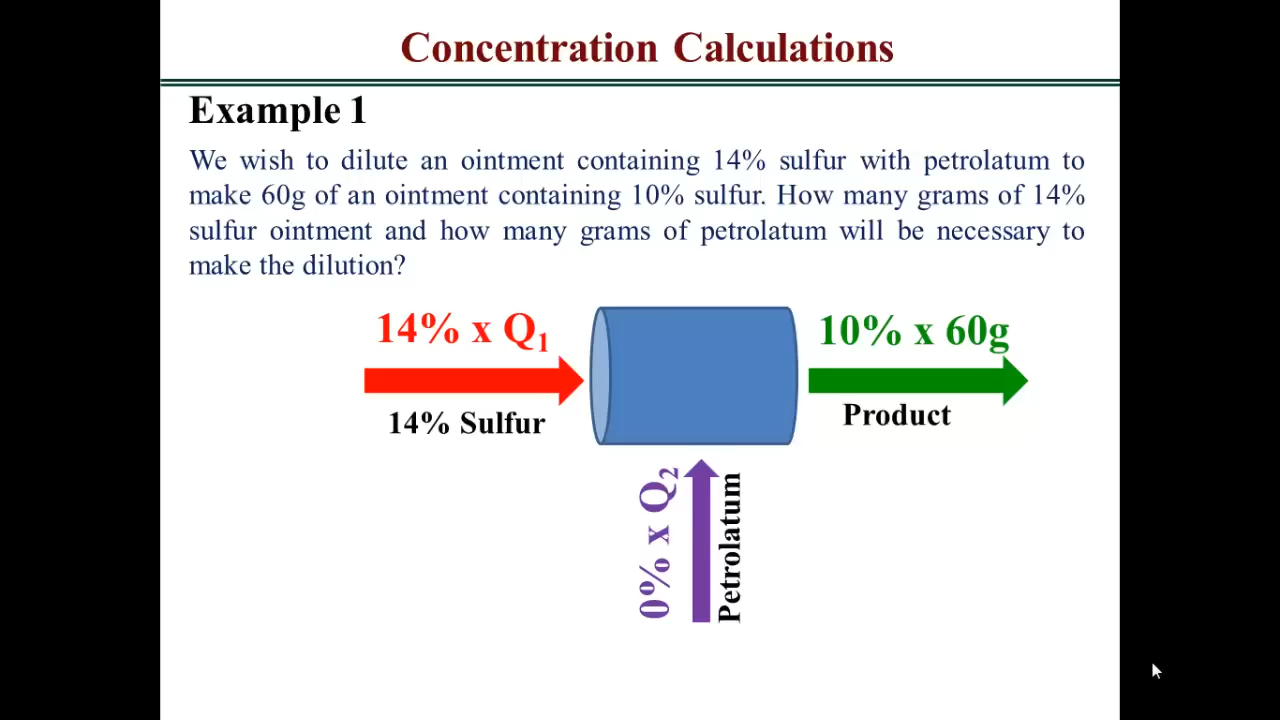 Concentration Calculations
Example 1
We wish to dilute an ointment containing 14% sulfur with petrolatum to
make 60g of an ointment containing 10% sulfur. How many grams of 14%
sulfur ointment and how many grams of petrolatum will be necessary to
make the dilution?
14% x Q₁
10% x 60g
14% Sulfur
Product
0% x Q₂
Petrolatum